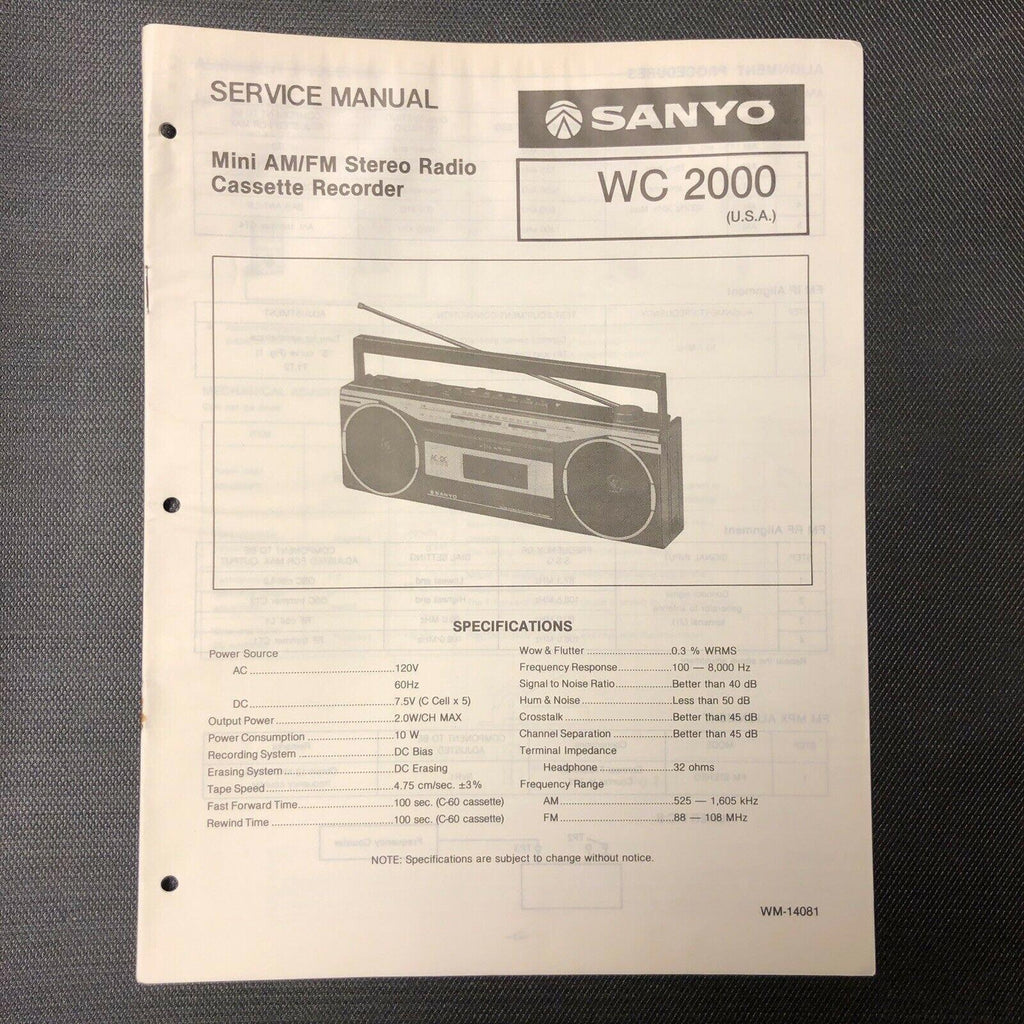 SERVICE MANUAL
SANYO
Mini AM/FM Stereo Radio
Cassette Recorder
WC 2000
(U.S.A.)
SANYO
SPECIFICATIONS
Power Source
AC ..........120V
60Hz
DC ..........7.5V (C Cell x 5)
Output Power ..........2.0W/CH MAX
Power Consumption ..........10 W
Recording System ..........DC Bias
Erasing System ..........DC Erasing
Tape Speed ..........4.75 cm/sec. ±3%
Fast Forward Time ..........100 sec. (C-60 cassette)
Rewind Time ..........100 sec. (C-60 cassette)
Wow & Flutter ..........0.3 % WRMS
Frequency Response ..........100 — 8,000 Hz
Signal to Noise Ratio ..........Better than 40 dB
Hum & Noise ..........Less than 50 dB
Crosstalk ..........Better than 45 dB
Channel Separation ..........Better than 45 dB
Terminal Impedance
Headphone ..........32 ohms
Frequency Range
AM ..........525 — 1,605 kHz
FM ..........88 — 108 MHz
NOTE: Specifications are subject to change without notice.
WM-14081